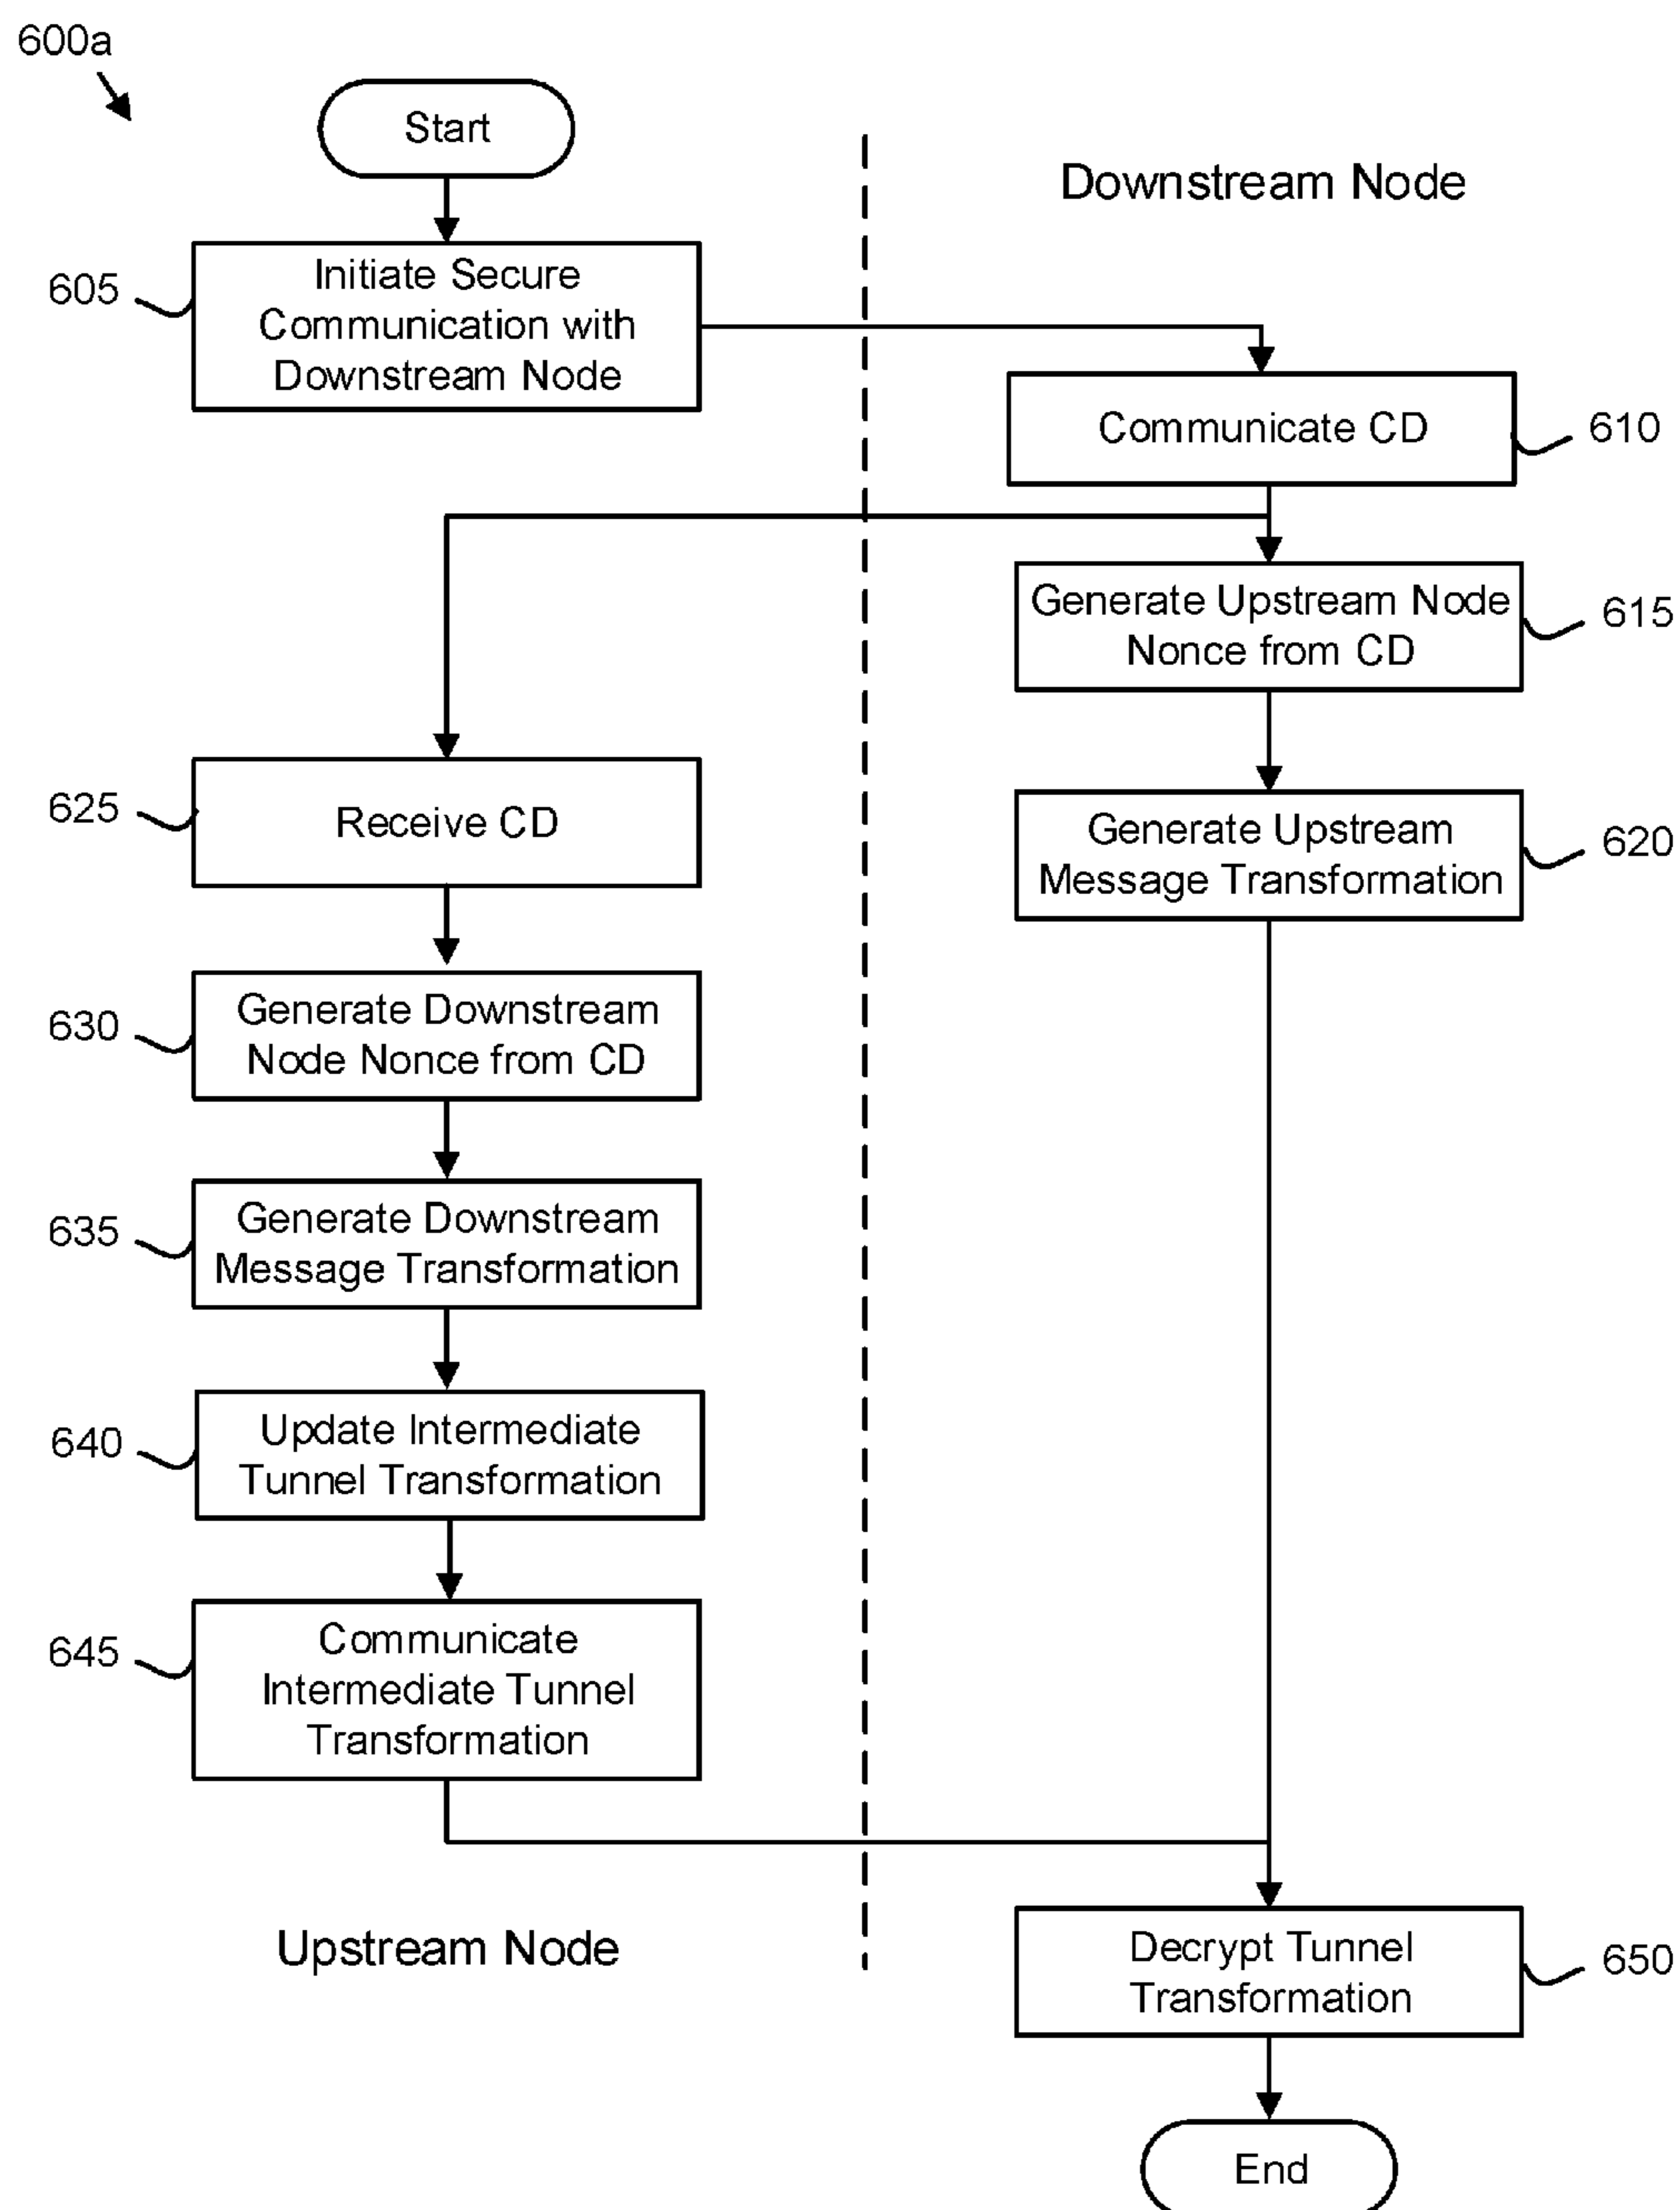 600a
Start
Downstream Node
605
Initiate Secure
Communication with
Downstream Node
Communicate CD
610
Generate Upstream Node
Nonce from CD
615
625
Receive CD
Generate Upstream
Message Transformation
620
630
Generate Downstream
Node Nonce from CD
635
Generate Downstream
Message Transformation
640
Update Intermediate
Tunnel Transformation
645
Communicate
Intermediate Tunnel
Transformation
Upstream Node
Decrypt Tunnel
Transformation
650
End